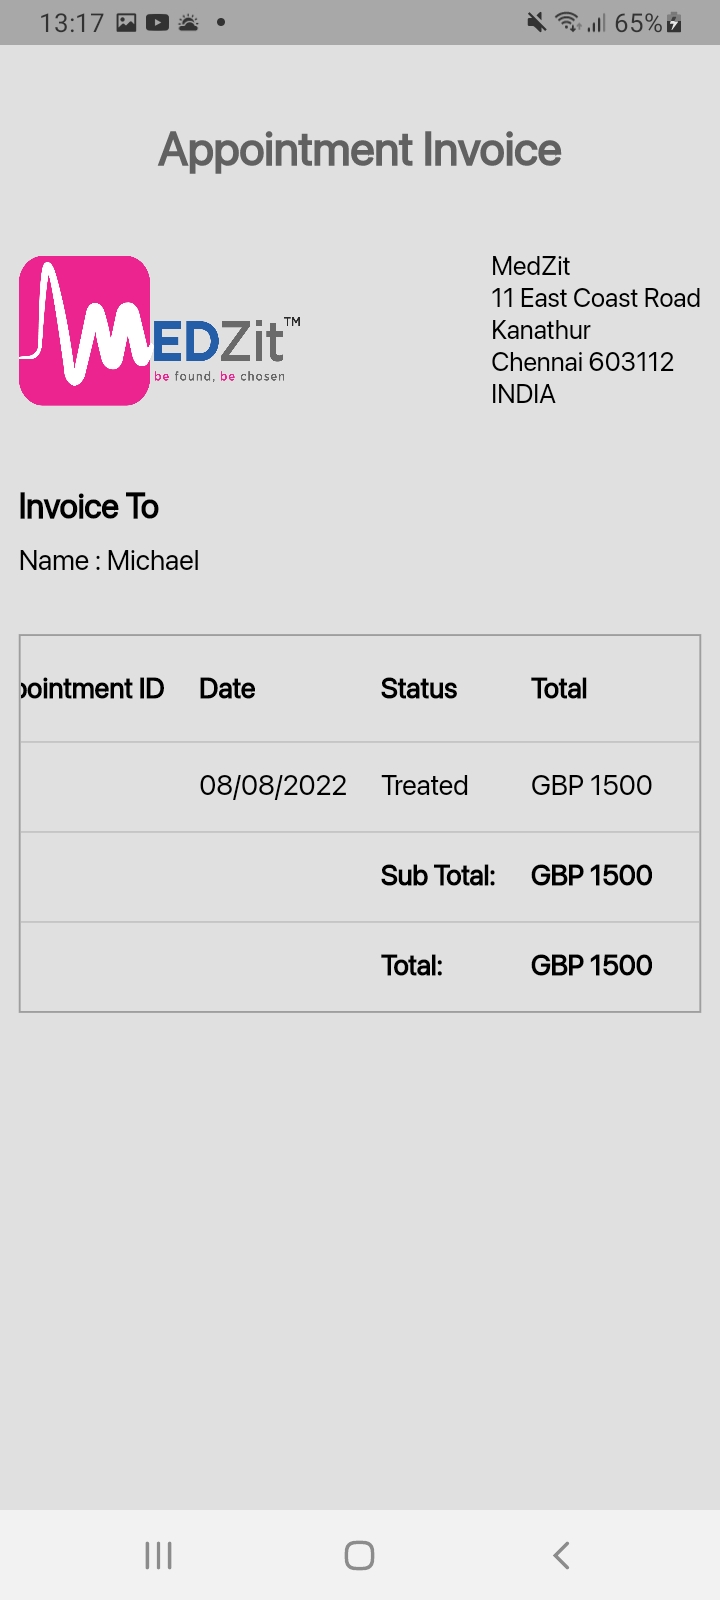 13:17 65%
Appointment Invoice
MEDZit™
be found, be chosen
MedZit
11 East Coast Road
Kanathur
Chennai 603112
INDIA
Invoice To
Name : Michael
pointment ID Date Status Total
08/08/2022 Treated GBP 1500
Sub Total: GBP 1500
Total: GBP 1500